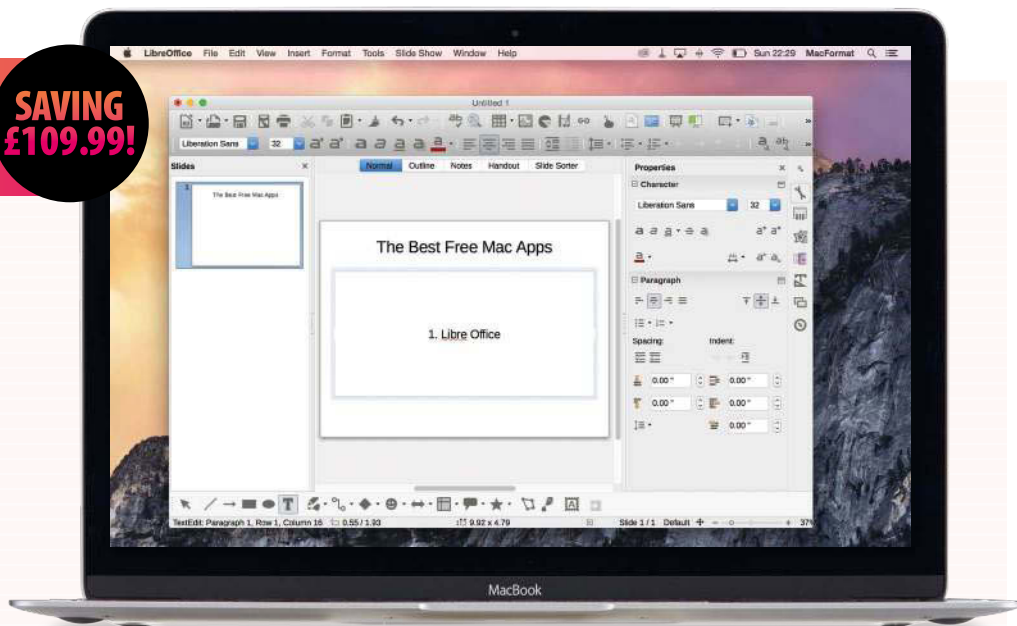 LibreOffice File Edit View Insert Format Tools Slide Show Window Help Sun 22:29 MacFormat
SAVING
£109.99!
Untitled 1
Liberation Sans 32
Slides
Normal Outline Notes Handout Slide Sorter
Properties
1
The Best Free Mac Apps
Character
Liberation Sans 32
The Best Free Mac Apps
Paragraph
1. Libre Office
Spacing: Indent:
0.00 " 0.00 "
0.00 " 0.00 "
0.00 "
TextEdit: Paragraph 1, Row 1, Column 16 0.55 / 1.93 9.92 x 4.79 Slide 1 / 1 Default 37%
MacBook